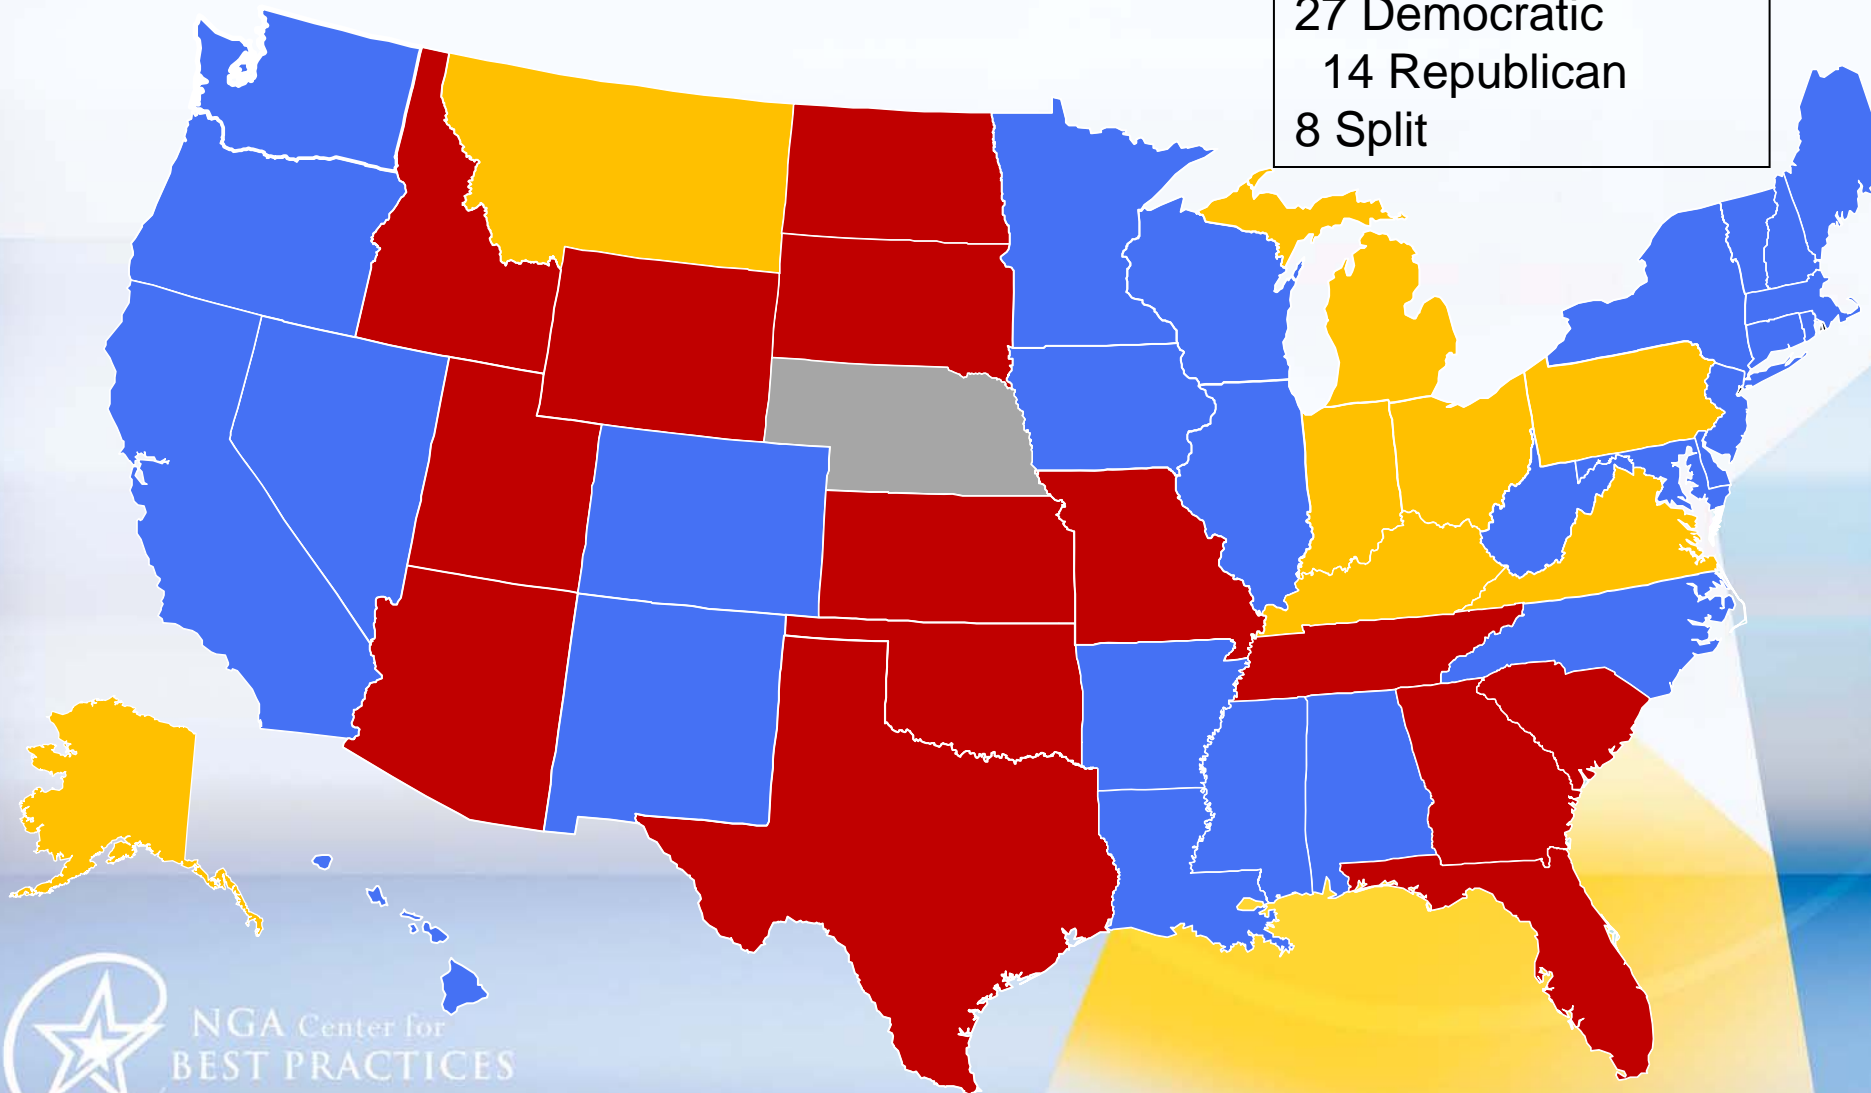 27 Democratic
14 Republican
8 Split
NGA Center for
BEST PRACTICES